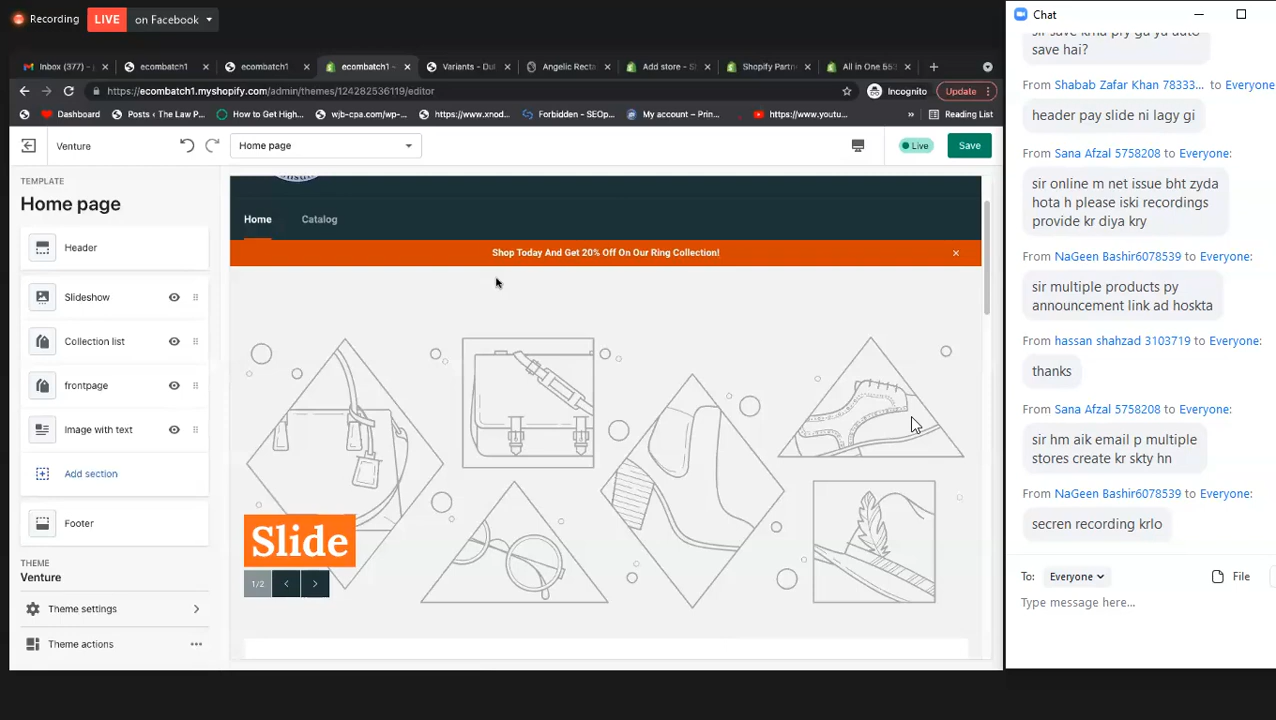 Recording
LIVE on Facebook
Inbox (377) -
ecombatch1
ecombatch1
ecombatch1 -
Variants - Du
Angelic Recta
Add store - S
Shopify Partn
All in One 55
https://ecombatch1.myshopify.com/admin/themes/124282536119/editor
Incognito
Update
Dashboard
Posts ‹ The Law P...
How to Get High...
wjb-cpa.com/wp-...
https://www.xnod...
Forbidden - SEOp...
My account – Prin...
https://www.youtu...
»
Reading List
Venture
Home page
Live
Save
TEMPLATE
Home page
Header
Slideshow
Collection list
frontpage
Image with text
Add section
Footer
THEME
Venture
Theme settings
Theme actions
Home
Catalog
Shop Today And Get 20% Off On Our Ring Collection!
Slide
1/2
Chat
sir save krna pry ga ya auto
save hai?
From Shabab Zafar Khan 78333... to Everyone
header pay slide ni lagy gi
From Sana Afzal 5758208 to Everyone:
sir online m net issue bht zyda
hota h please iski recordings
provide kr diya kry
From NaGeen Bashir6078539 to Everyone:
sir multiple products py
announcement link ad hoskta
From hassan shahzad 3103719 to Everyone:
thanks
From Sana Afzal 5758208 to Everyone:
sir hm aik email p multiple
stores create kr skty hn
From NaGeen Bashir6078539 to Everyone:
secren recording krlo
To: Everyone
File
Type message here...